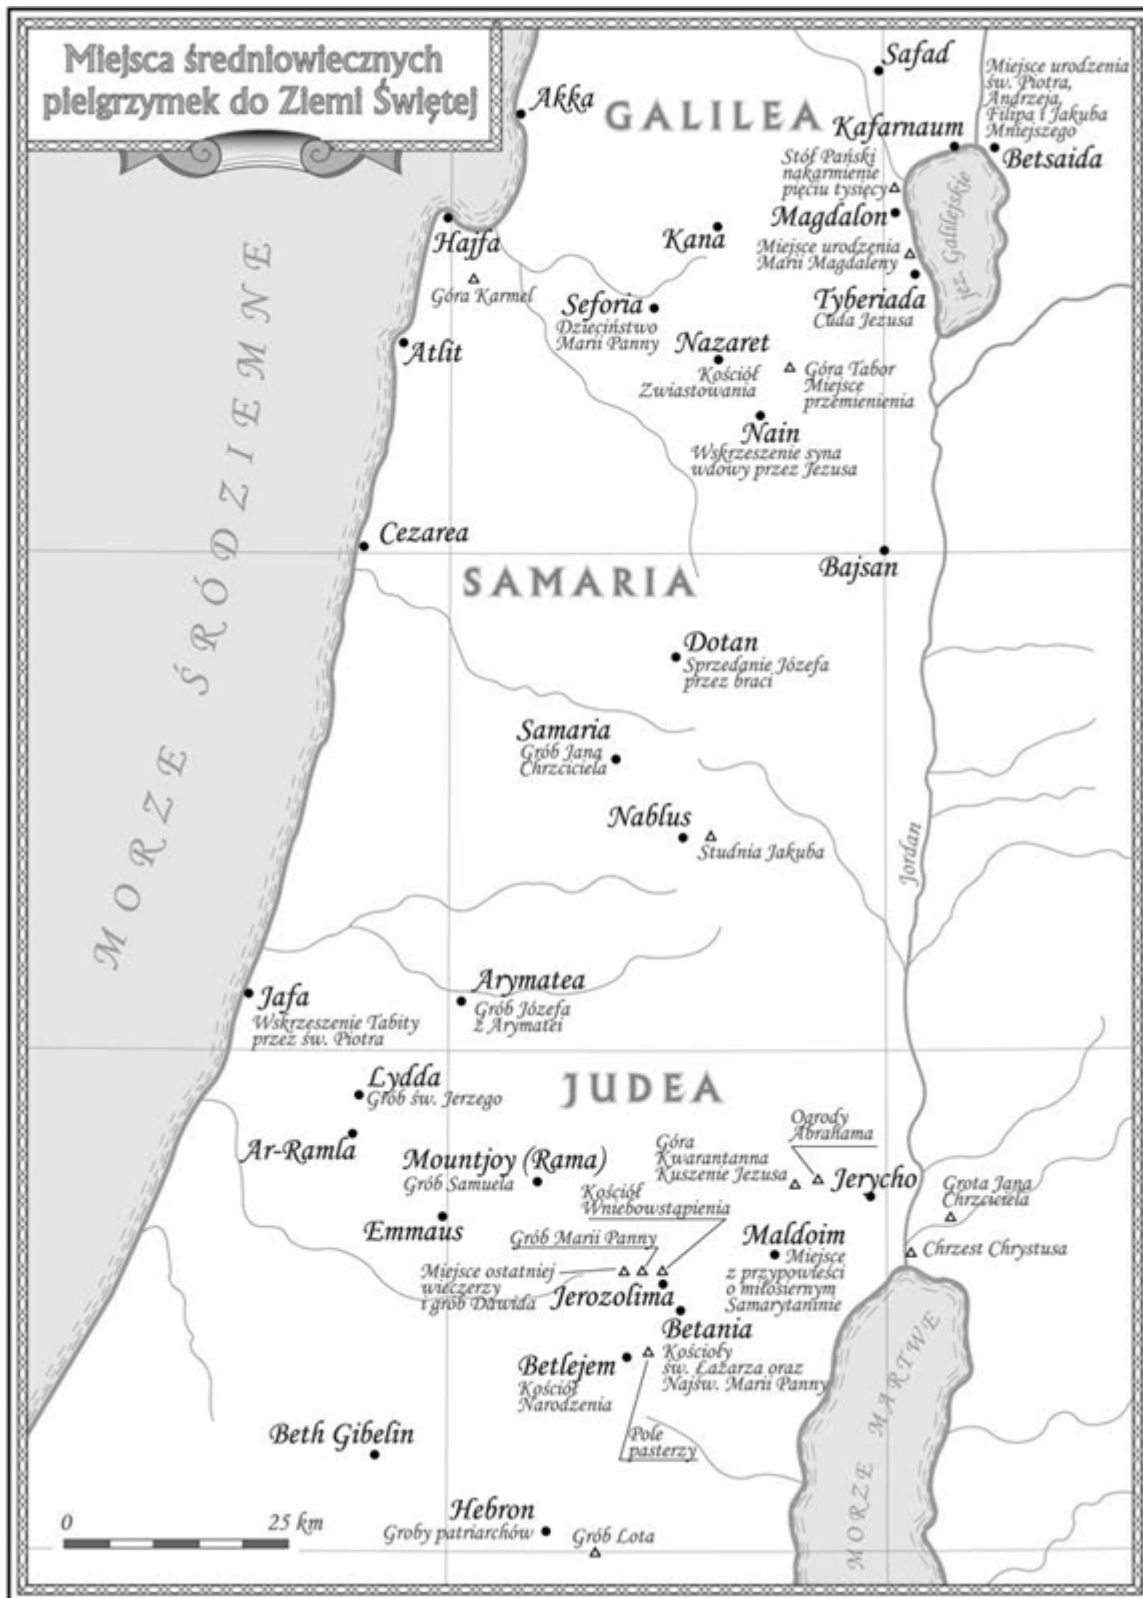 Miejsca średniowiecznych
pielgrzymek do Ziemi Świętej
Akka
GALILEA
Safad
Miejsce urodzenia
św. Piotra,
Andrzeja,
Filipa i Jakuba
Mniejszego
Kafarnaum
Betsaida
Stół Pański
nakarmienie
pięciu tysięcy
Magdalon
Hajfa
Góra Karmel
Kana
Miejsce urodzenia
Marii Magdaleny
jez. Galilejskie
Tyberiada
Cuda Jezusa
Seforia
Dzieciństwo
Marii Panny
Atlit
Nazaret
Kościół
Zwiastowania
Góra Tabor
Miejsce
przemienienia
Nain
Wskrzeszenie syna
wdowy przez Jezusa
MORZE ŚRÓDZIEMNE
Cezarea
SAMARIA
Bajsan
Dotan
Sprzedanie Józefa
przez braci
Samaria
Grób Jana
Chrzciciela
Nablus
Studnia Jakuba
Jordan
Jafa
Wskrzeszenie Tabity
przez św. Piotra
Arymatea
Grób Józefa
z Arymatei
Lydda
Grób św. Jerzego
JUDEA
Ar-Ramla
Mountjoy (Rama)
Grób Samuela
Góra
Kwarantanna
Kuszenie Jezusa
Ogrody
Abrahama
Jerycho
Grota Jana
Chrzciciela
Emmaus
Kościół
Wniebowstąpienia
Grób Marii Panny
Miejsce ostatniej
wieczerzy
i grób Dawida
Jerozolima
Maldoim
Miejsce
z przypowieści
o miłosiernym
Samarytaninie
Chrzest Chrystusa
Betania
Kościoły
św. Łazarza oraz
Najśw. Marii Panny
Betlejem
Kościół
Narodzenia
Pole
pasterzy
MORZE MARTWE
Beth Gibelin
Hebron
Groby patriarchów
Grób Lota
0 25 km